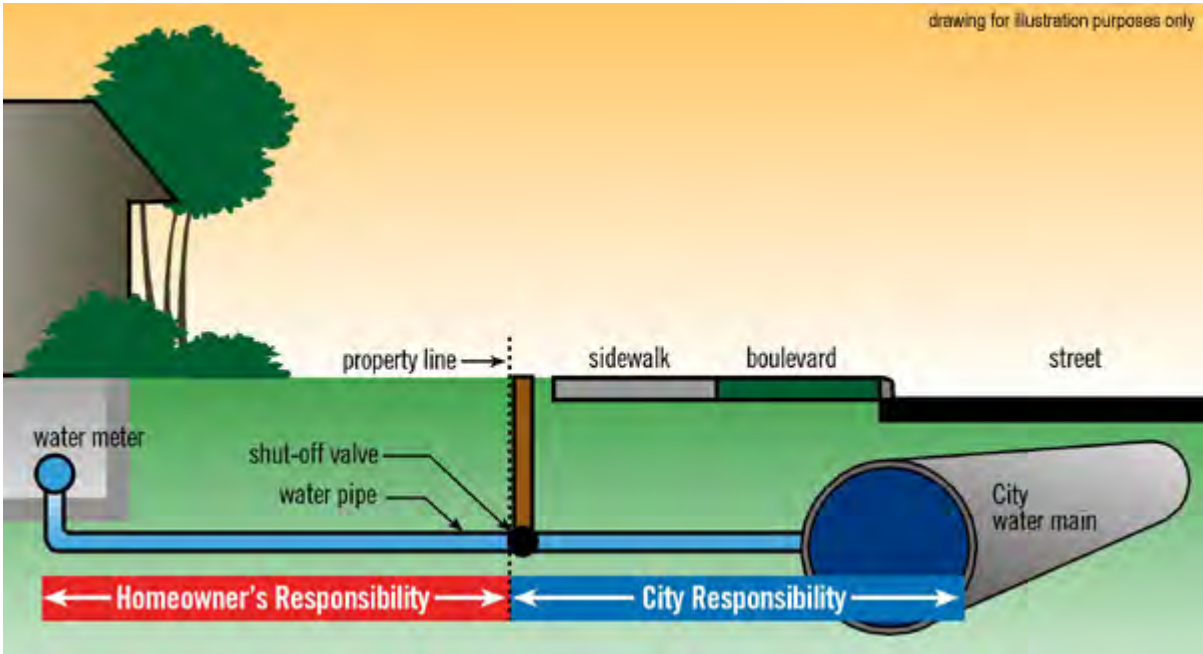 drawing for illustration purposes only
property line
sidewalk
boulevard
street
water meter
shut-off valve
water pipe
City
water main
Homeowner's Responsibility
City Responsibility